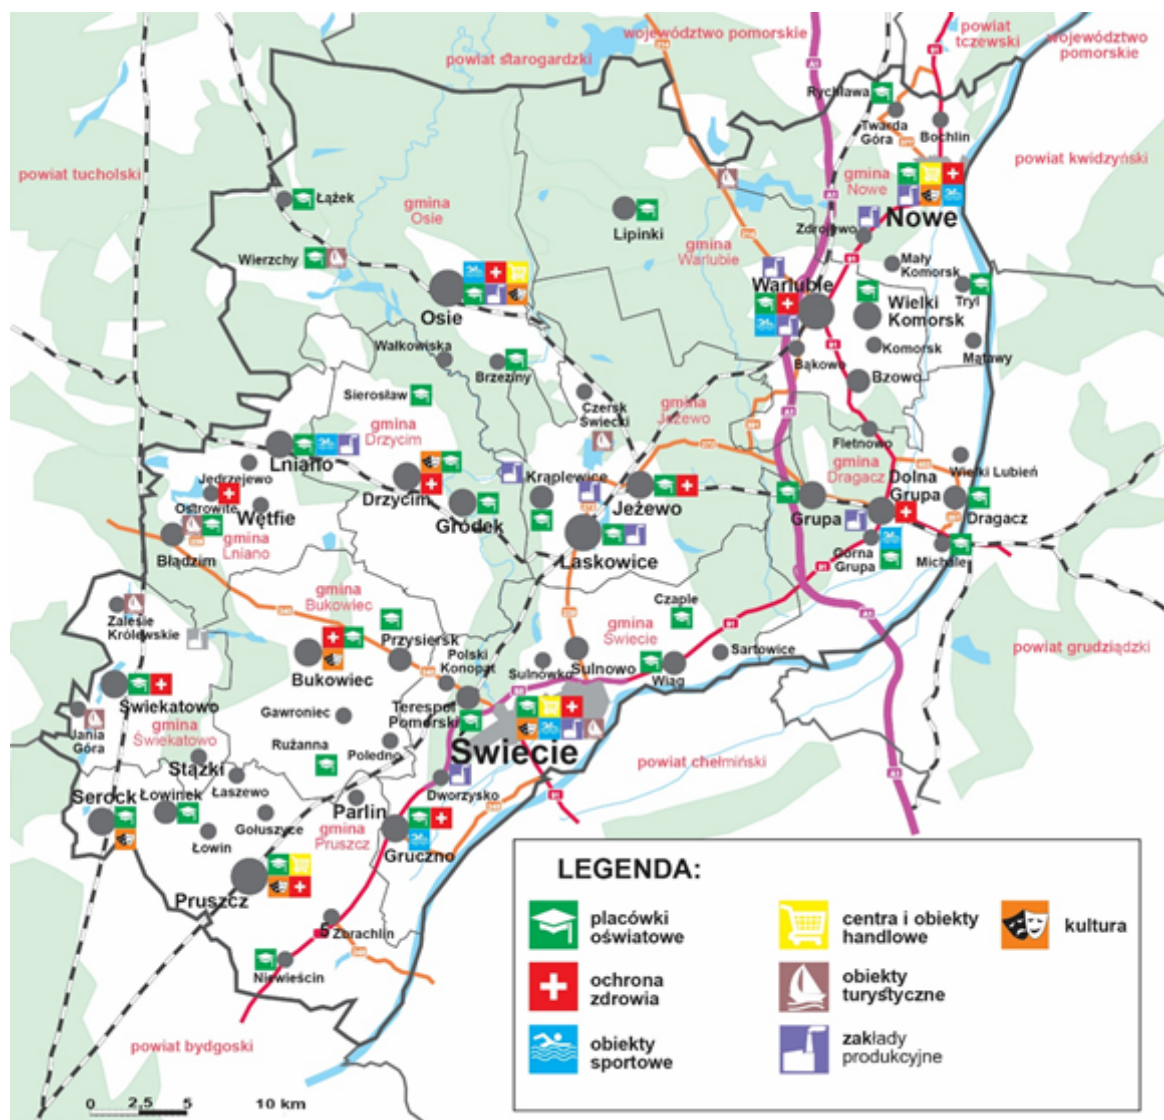 województwo pomorskie
powiat
tczewski
województwo
pomorskie
powiat starogardzki
214
A1
91
Rychława
Twarda
Góra
Bochlin
powiat tucholski
powiat kwidzyński
gmina
Nowe
Nowe
Zdrojewo
Łążek
gmina
Osie
Lipinki
gmina
Warlubie
Wierzchy
Mały
Komorsk
Tryl
Osie
Warlubie
Wielki
Komorsk
Wałkowiska
Brzeziny
Bąkowo
Komorsk
Mątawy
Bzowo
Sierosław
Czersk
Świecki
gmina
Jeżewo
gmina
Drzycim
Lniano
Fletnowo
Jędrzejewo
gmina
Dragacz
Wielki Lubień
Ostrowite
Wętfie
Drzycim
Gródek
Krąplewice
Jeżewo
Dolna
Grupa
Grupa
Dragacz
Błądzim
gmina
Lniano
Laskowice
Górna
Grupa
Michale
Zalesie
Królewskie
gmina
Bukowiec
Przysiersk
Czaple
gmina
Świecie
Polski
Konopat
Sulnówko
Sulnowo
Wiąg
Sartowice
powiat grudziądzki
Bukowiec
Świekatowo
Terespol
Pomorski
Gawroniec
Jania
Góra
gmina
Świekatowo
Rużanna
Poledno
Świecie
powiat chełmiński
Stążki
Łaszewo
Dworzysko
Serock
Łowinek
Gołuszyce
Parlin
gmina
Pruszcz
Łowin
Gruczno
Pruszcz
5
Zbrachlin
Niewieścin
powiat bydgoski
0 2,5 5 10 km
LEGENDA:
placówki
oświatowe
centra i obiekty
handlowe
kultura
ochrona
zdrowia
obiekty
turystyczne
obiekty
sportowe
zakłady
produkcyjne